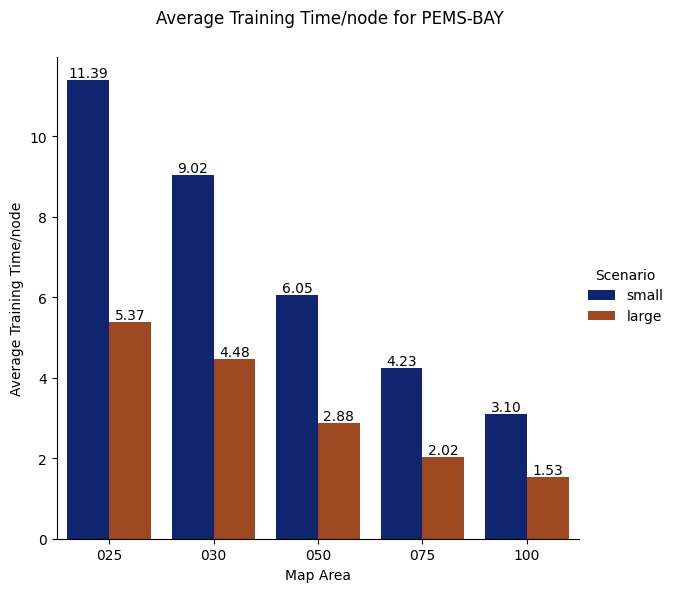 Average Training Time/node for PEMS-BAY
11.39
9.02
6.05
4.23
3.10
5.37
4.48
2.88
2.02
1.53
10
8
6
4
2
0
Average Training Time/node
025 030 050 075 100
Map Area
Scenario
small
large